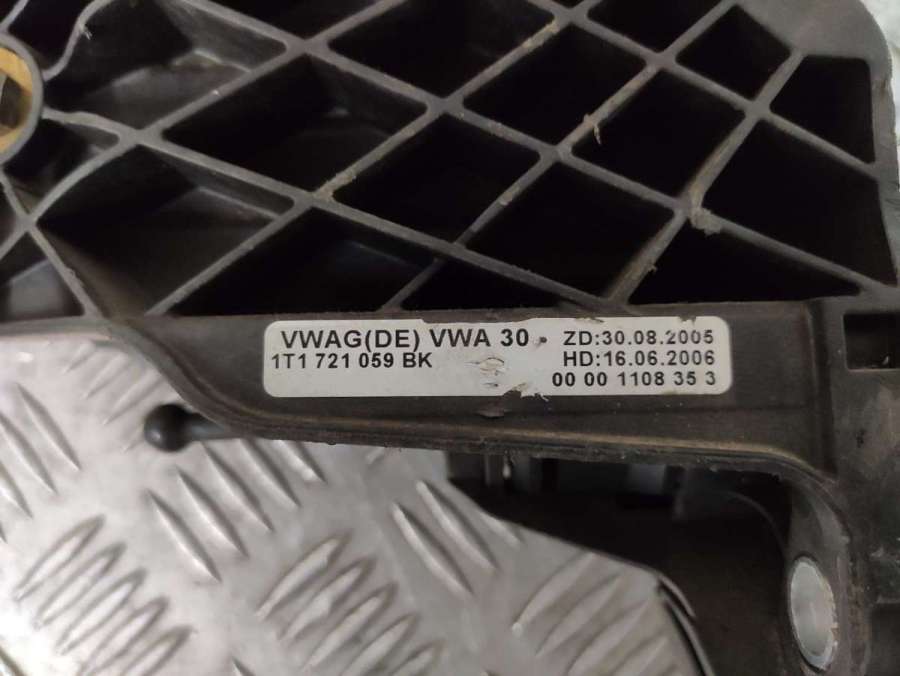 VWAG(DE) VWA 30 · ZD:30.08.2005
1T1 721 059 BK HD:16.06.2006
00 00 1108 35 3